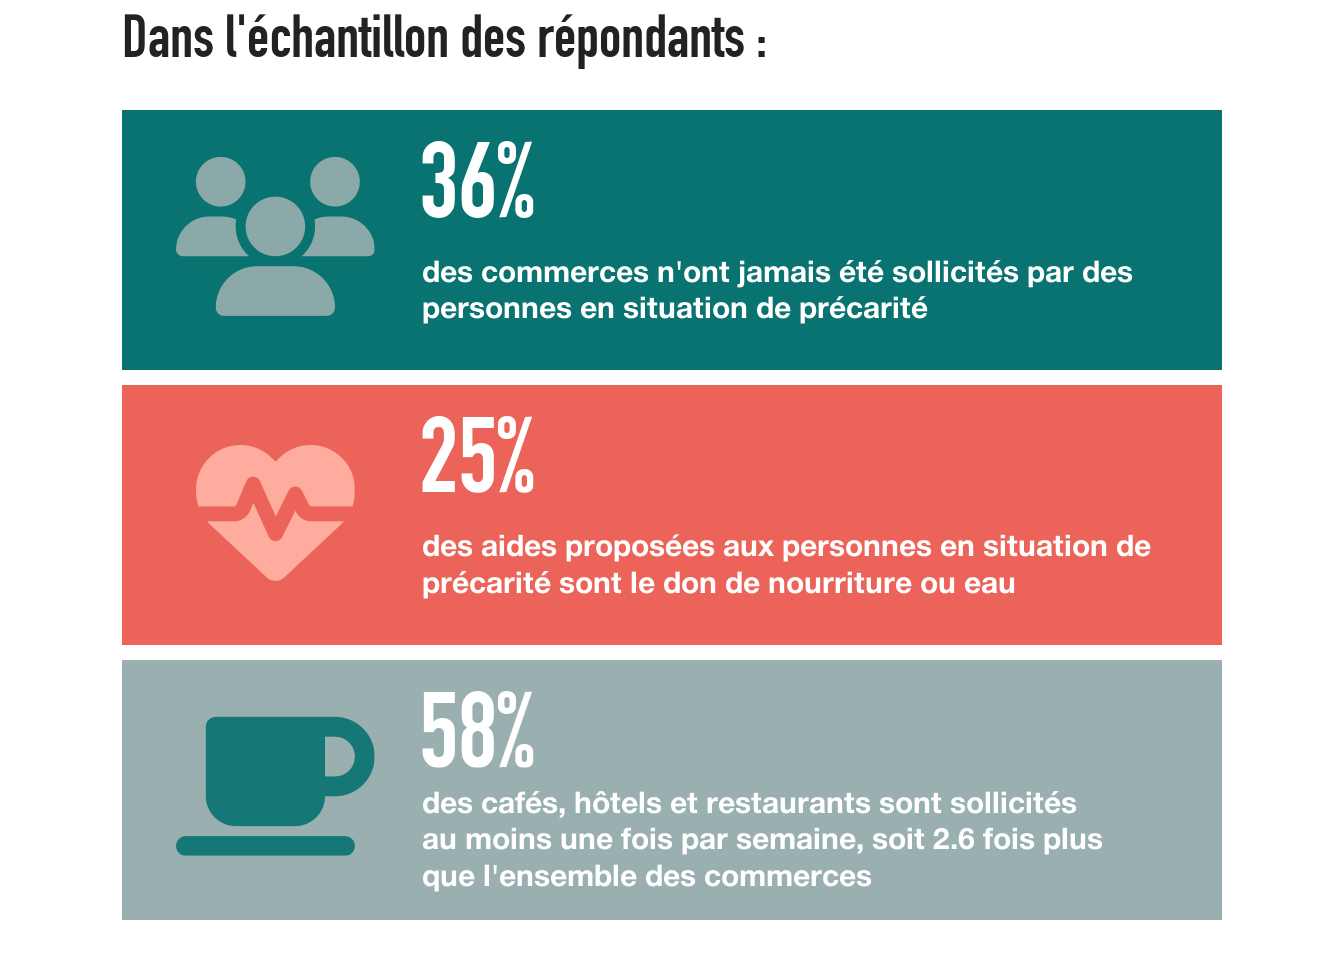 Dans l'échantillon des répondants :
36%
des commerces n'ont jamais été sollicités par des
personnes en situation de précarité
25%
des aides proposées aux personnes en situation de
précarité sont le don de nourriture ou eau
58%
des cafés, hôtels et restaurants sont sollicités
au moins une fois par semaine, soit 2.6 fois plus
que l'ensemble des commerces